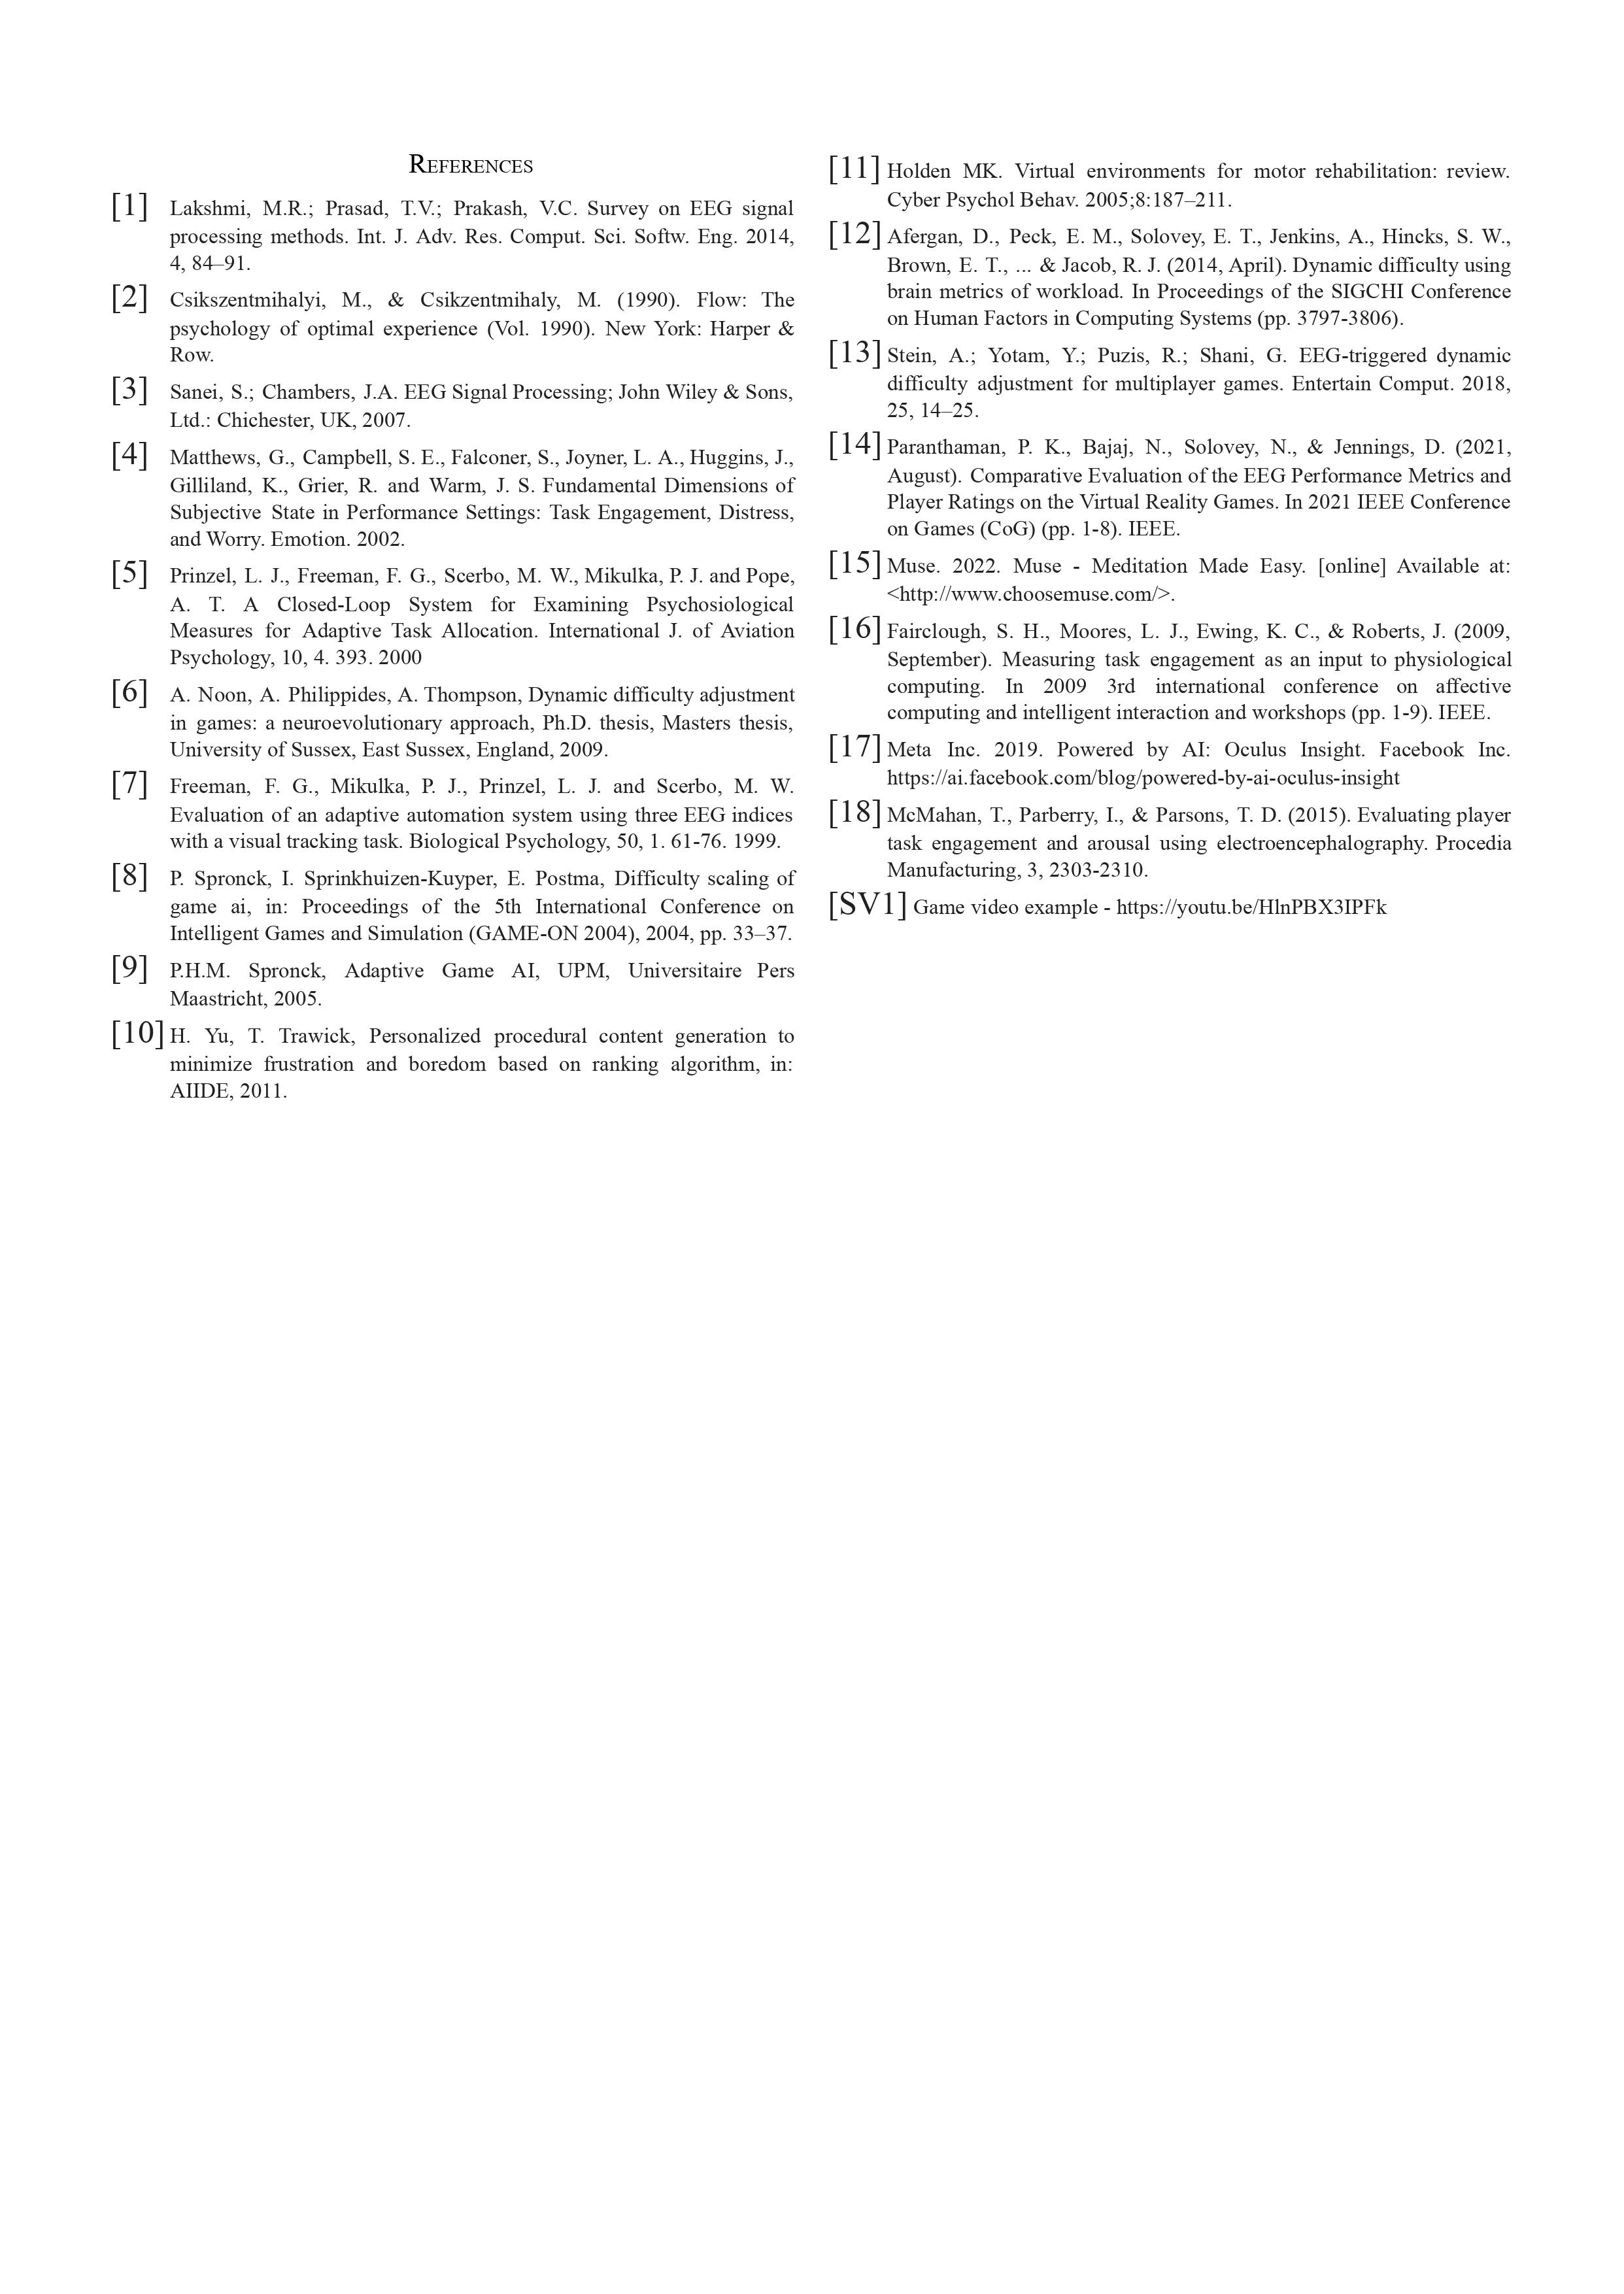 References
[1] Lakshmi, M.R.; Prasad, T.V.; Prakash, V.C. Survey on EEG signal
processing methods. Int. J. Adv. Res. Comput. Sci. Softw. Eng. 2014,
4, 84–91.
[2] Csikszentmihalyi, M., & Csikzentmihaly, M. (1990). Flow: The
psychology of optimal experience (Vol. 1990). New York: Harper &
Row.
[3] Sanei, S.; Chambers, J.A. EEG Signal Processing; John Wiley & Sons,
Ltd.: Chichester, UK, 2007.
[4] Matthews, G., Campbell, S. E., Falconer, S., Joyner, L. A., Huggins, J.,
Gilliland, K., Grier, R. and Warm, J. S. Fundamental Dimensions of
Subjective State in Performance Settings: Task Engagement, Distress,
and Worry. Emotion. 2002.
[5] Prinzel, L. J., Freeman, F. G., Scerbo, M. W., Mikulka, P. J. and Pope,
A. T. A Closed-Loop System for Examining Psychosiological
Measures for Adaptive Task Allocation. International J. of Aviation
Psychology, 10, 4. 393. 2000
[6] A. Noon, A. Philippides, A. Thompson, Dynamic difficulty adjustment
in games: a neuroevolutionary approach, Ph.D. thesis, Masters thesis,
University of Sussex, East Sussex, England, 2009.
[7] Freeman, F. G., Mikulka, P. J., Prinzel, L. J. and Scerbo, M. W.
Evaluation of an adaptive automation system using three EEG indices
with a visual tracking task. Biological Psychology, 50, 1. 61-76. 1999.
[8] P. Spronck, I. Sprinkhuizen-Kuyper, E. Postma, Difficulty scaling of
game ai, in: Proceedings of the 5th International Conference on
Intelligent Games and Simulation (GAME-ON 2004), 2004, pp. 33–37.
[9] P.H.M. Spronck, Adaptive Game AI, UPM, Universitaire Pers
Maastricht, 2005.
[10] H. Yu, T. Trawick, Personalized procedural content generation to
minimize frustration and boredom based on ranking algorithm, in:
AIIDE, 2011.
[11] Holden MK. Virtual environments for motor rehabilitation: review.
Cyber Psychol Behav. 2005;8:187–211.
[12] Afergan, D., Peck, E. M., Solovey, E. T., Jenkins, A., Hincks, S. W.,
Brown, E. T., ... & Jacob, R. J. (2014, April). Dynamic difficulty using
brain metrics of workload. In Proceedings of the SIGCHI Conference
on Human Factors in Computing Systems (pp. 3797-3806).
[13] Stein, A.; Yotam, Y.; Puzis, R.; Shani, G. EEG-triggered dynamic
difficulty adjustment for multiplayer games. Entertain Comput. 2018,
25, 14–25.
[14] Paranthaman, P. K., Bajaj, N., Solovey, N., & Jennings, D. (2021,
August). Comparative Evaluation of the EEG Performance Metrics and
Player Ratings on the Virtual Reality Games. In 2021 IEEE Conference
on Games (CoG) (pp. 1-8). IEEE.
[15] Muse. 2022. Muse - Meditation Made Easy. [online] Available at:
<http://www.choosemuse.com/>.
[16] Fairclough, S. H., Moores, L. J., Ewing, K. C., & Roberts, J. (2009,
September). Measuring task engagement as an input to physiological
computing. In 2009 3rd international conference on affective
computing and intelligent interaction and workshops (pp. 1-9). IEEE.
[17] Meta Inc. 2019. Powered by AI: Oculus Insight. Facebook Inc.
https://ai.facebook.com/blog/powered-by-ai-oculus-insight
[18] McMahan, T., Parberry, I., & Parsons, T. D. (2015). Evaluating player
task engagement and arousal using electroencephalography. Procedia
Manufacturing, 3, 2303-2310.
[SV1] Game video example - https://youtu.be/HlnPBX3IPFk